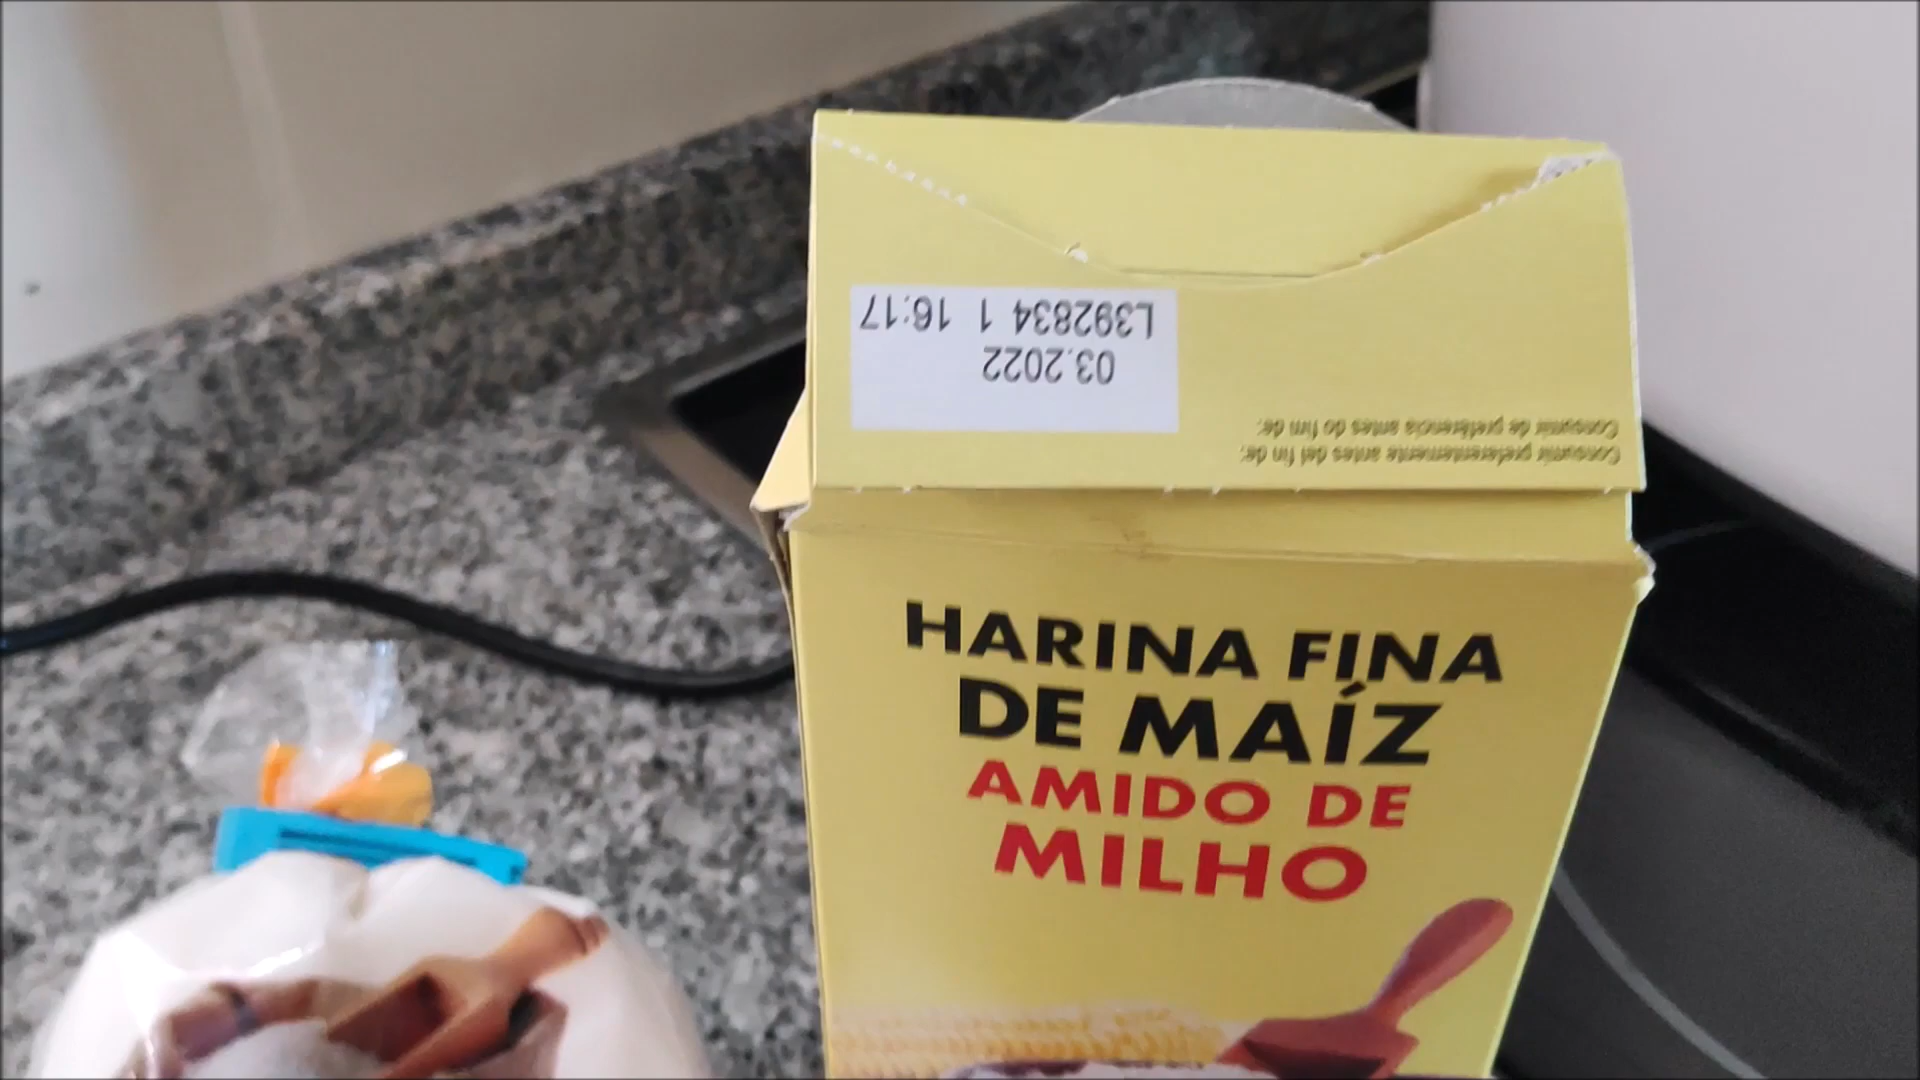 L392834 1 16:17
03.2022
Consumir de preferência antes do fim de:
Consumir preferentemente antes del fin de:
HARINA FINA
DE MAÍZ
AMIDO DE
MILHO